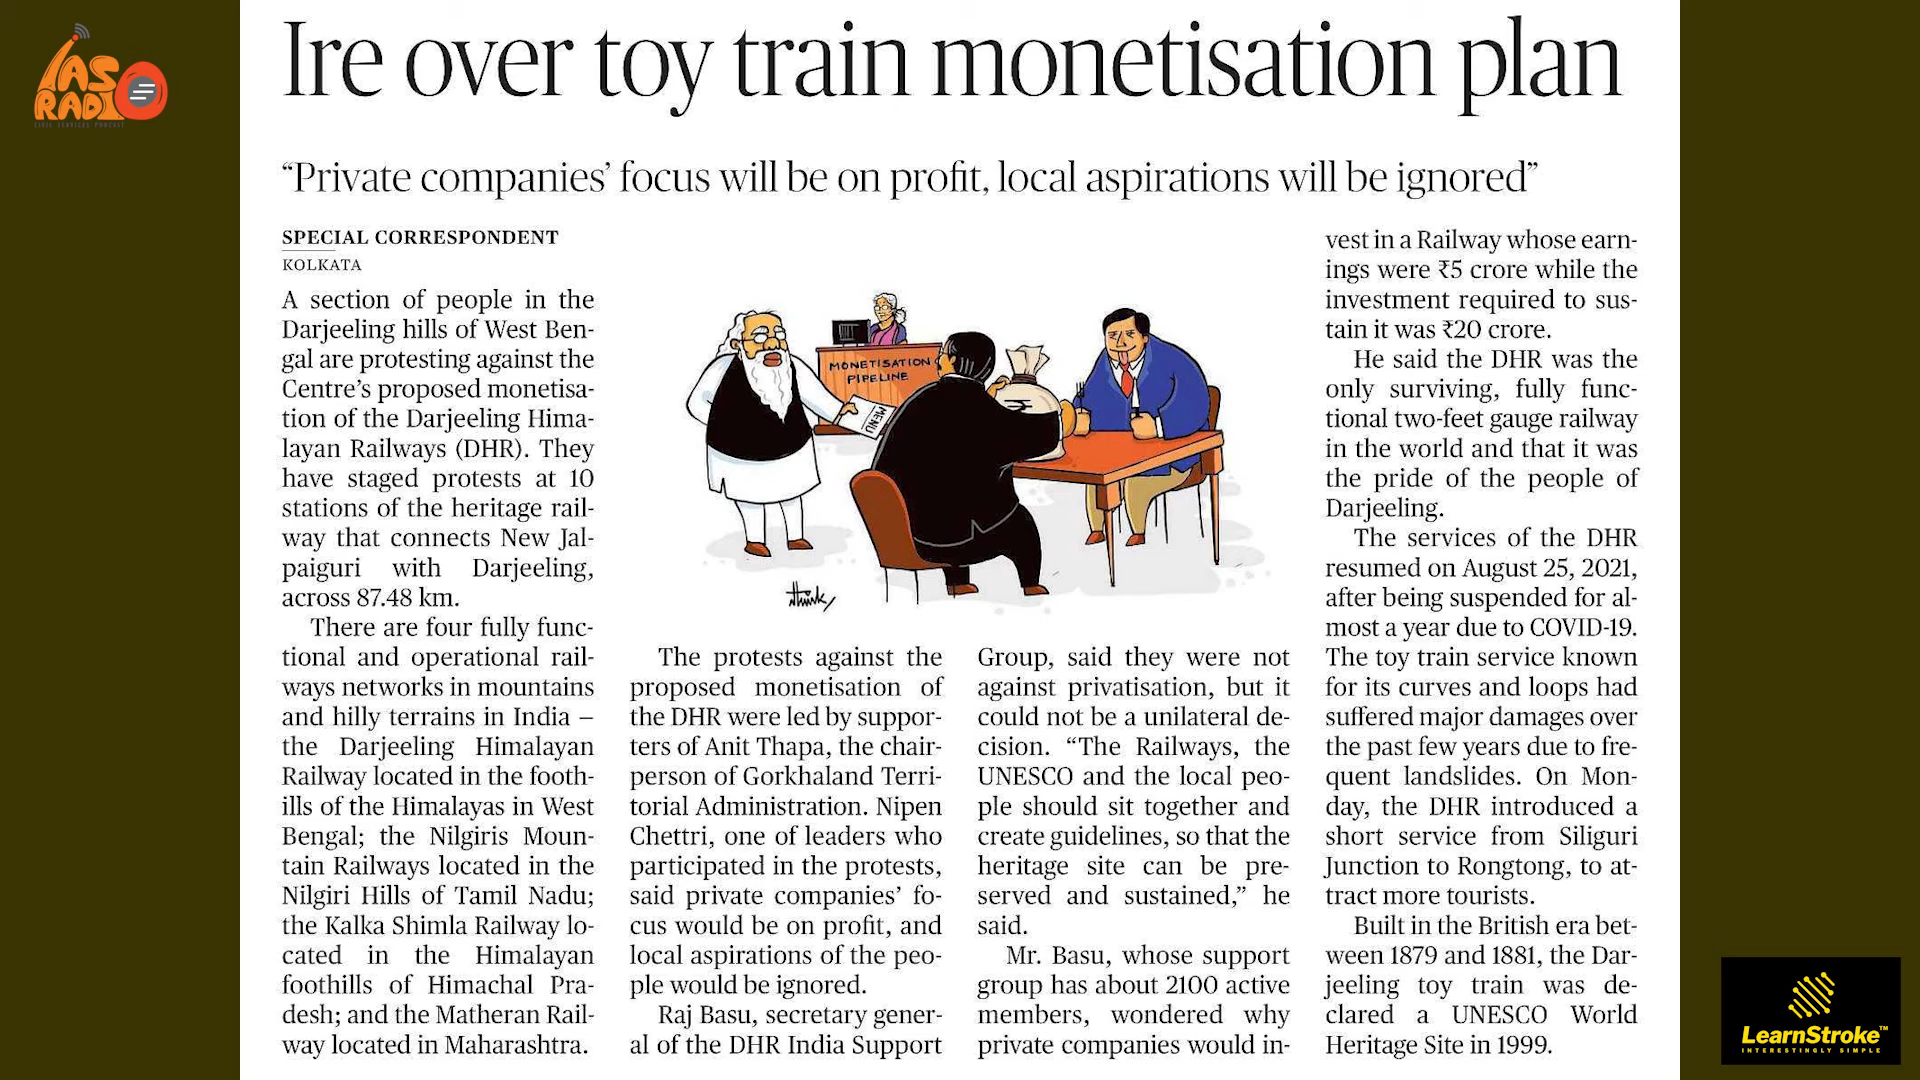 IAS
RADIO
CIVIL SERVICES PODCAST
Ire over toy train monetisation plan
“Private companies’ focus will be on profit, local aspirations will be ignored”
SPECIAL CORRESPONDENT
KOLKATA
A section of people in the
Darjeeling hills of West Ben-
gal are protesting against the
Centre’s proposed monetisa-
tion of the Darjeeling Hima-
layan Railways (DHR). They
have staged protests at 10
stations of the heritage rail-
way that connects New Jal-
paiguri with Darjeeling,
across 87.48 km.
There are four fully func-
tional and operational rail-
ways networks in mountains
and hilly terrains in India –
the Darjeeling Himalayan
Railway located in the footh-
ills of the Himalayas in West
Bengal; the Nilgiris Moun-
tain Railways located in the
Nilgiri Hills of Tamil Nadu;
the Kalka Shimla Railway lo-
cated in the Himalayan
foothills of Himachal Pra-
desh; and the Matheran Rail-
way located in Maharashtra.
MONETISATION
PIPELINE
MENU
₹
think,
The protests against the
proposed monetisation of
the DHR were led by suppor-
ters of Anit Thapa, the chair-
person of Gorkhaland Terri-
torial Administration. Nipen
Chettri, one of leaders who
participated in the protests,
said private companies’ fo-
cus would be on profit, and
local aspirations of the peo-
ple would be ignored.
Raj Basu, secretary gener-
al of the DHR India Support
Group, said they were not
against privatisation, but it
could not be a unilateral de-
cision. “The Railways, the
UNESCO and the local peo-
ple should sit together and
create guidelines, so that the
heritage site can be pre-
served and sustained,” he
said.
Mr. Basu, whose support
group has about 2100 active
members, wondered why
private companies would in-
vest in a Railway whose earn-
ings were ₹5 crore while the
investment required to sus-
tain it was ₹20 crore.
He said the DHR was the
only surviving, fully func-
tional two-feet gauge railway
in the world and that it was
the pride of the people of
Darjeeling.
The services of the DHR
resumed on August 25, 2021,
after being suspended for al-
most a year due to COVID-19.
The toy train service known
for its curves and loops had
suffered major damages over
the past few years due to fre-
quent landslides. On Mon-
day, the DHR introduced a
short service from Siliguri
Junction to Rongtong, to at-
tract more tourists.
Built in the British era bet-
ween 1879 and 1881, the Dar-
jeeling toy train was de-
clared a UNESCO World
Heritage Site in 1999.
LearnStroke™
INTERESTINGLY SIMPLE